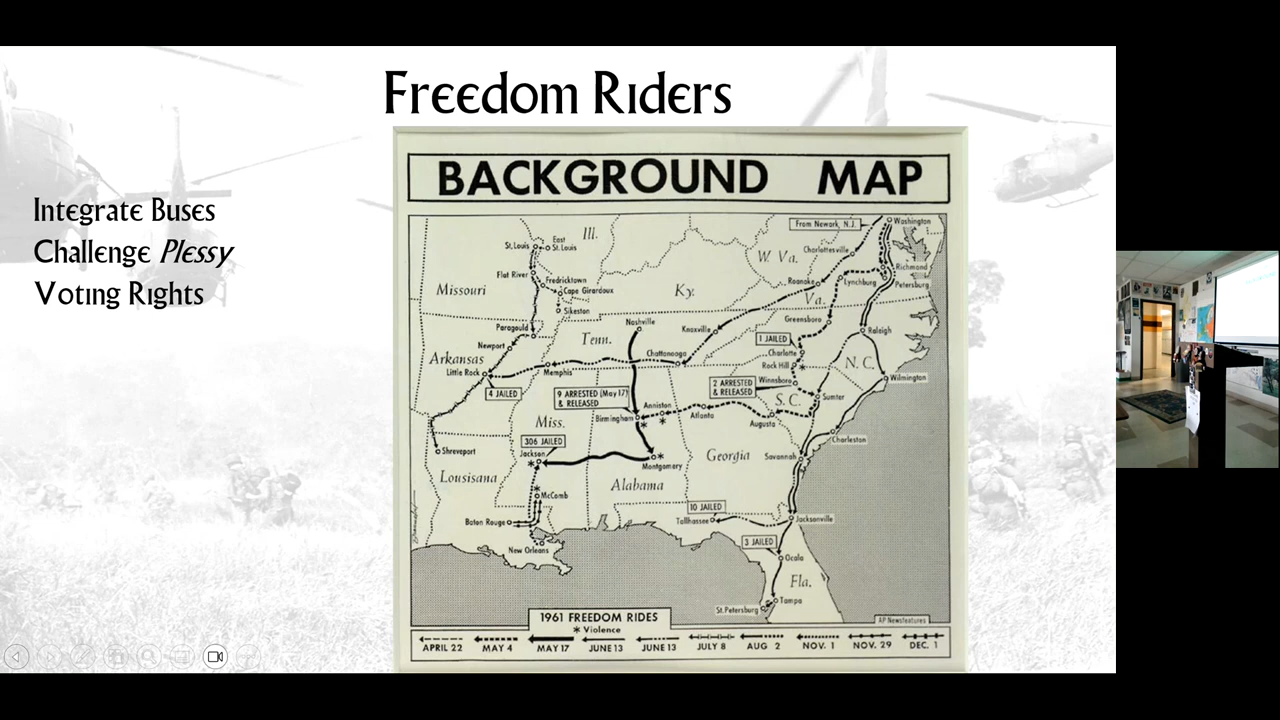 Freedom Riders
Integrate Buses
Challenge Plessy
Voting Rights
BACKGROUND MAP
From Newark, N.J.
Washington
Ill.
East
St. Louis
St. Louis
W. Va.
Charlottesville
Richmond
Flat River
Fredricktown
Cape Girardoux
Sikeston
Missouri
Ky.
Roanoke
Lynchburg
Petersburg
Va.
Paragould
Nashville
Knoxville
Greensboro
Raleigh
Newport
Tenn.
1 JAILED
Charlotte
Arkansas
Chattanooga
Rock Hill
N. C.
Little Rock
Memphis
Winnsboro
Wilmington
4 JAILED
9 ARRESTED (May 17)
& RELEASED
2 ARRESTED
& RELEASED
S. C.
Sumter
Anniston
Birmingham
Atlanta
Augusta
Miss.
Charleston
306 JAILED
Jackson
Shreveport
Montgomery
Georgia
Savannah
Lousisana
Alabama
McComb
10 JAILED
Baton Rouge
Tallhassee
Jacksonville
New Orleans
3 JAILED
Ocala
Fla.
Tampa
St. Petersburg
1961 FREEDOM RIDES
* Violence
AP Newsfeatures
APRIL 22 MAY 4 MAY 17 JUNE 13 JUNE 13 JULY 8 AUG 2 NOV. 1 NOV. 29 DEC. 1